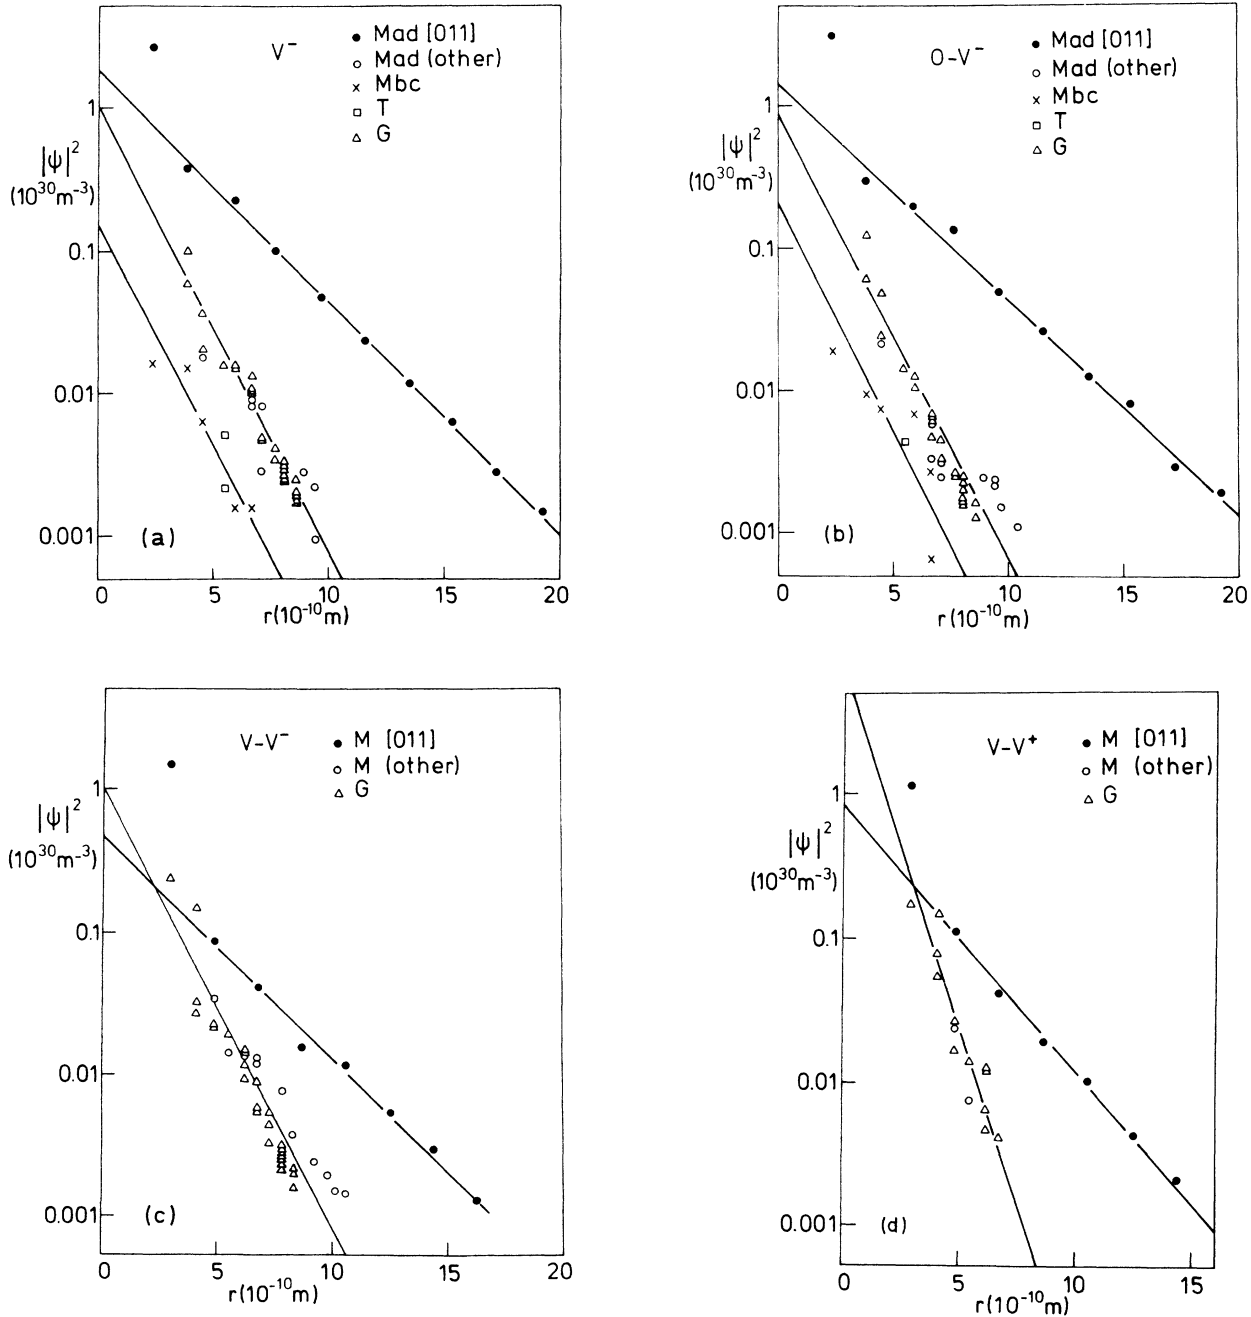 V⁻
● Mad [011]
○ Mad (other)
× Mbc
□ T
△ G
1
|ψ|²
(10³⁰m⁻³)
0.1
0.01
0.001
(a)
0 5 10 15 20
r(10⁻¹⁰m)
O-V⁻
● Mad [011]
○ Mad (other)
× Mbc
□ T
△ G
1
|ψ|²
(10³⁰m⁻³)
0.1
0.01
0.001
(b)
0 5 10 15 20
r(10⁻¹⁰m)
V-V⁻
● M [011]
○ M (other)
△ G
1
|ψ|²
(10³⁰m⁻³)
0.1
0.01
0.001
(c)
0 5 10 15 20
r(10⁻¹⁰m)
V-V⁺
● M [011]
○ M (other)
△ G
1
|ψ|²
(10³⁰m⁻³)
0.1
0.01
0.001
(d)
0 5 10 15
r(10⁻¹⁰m)